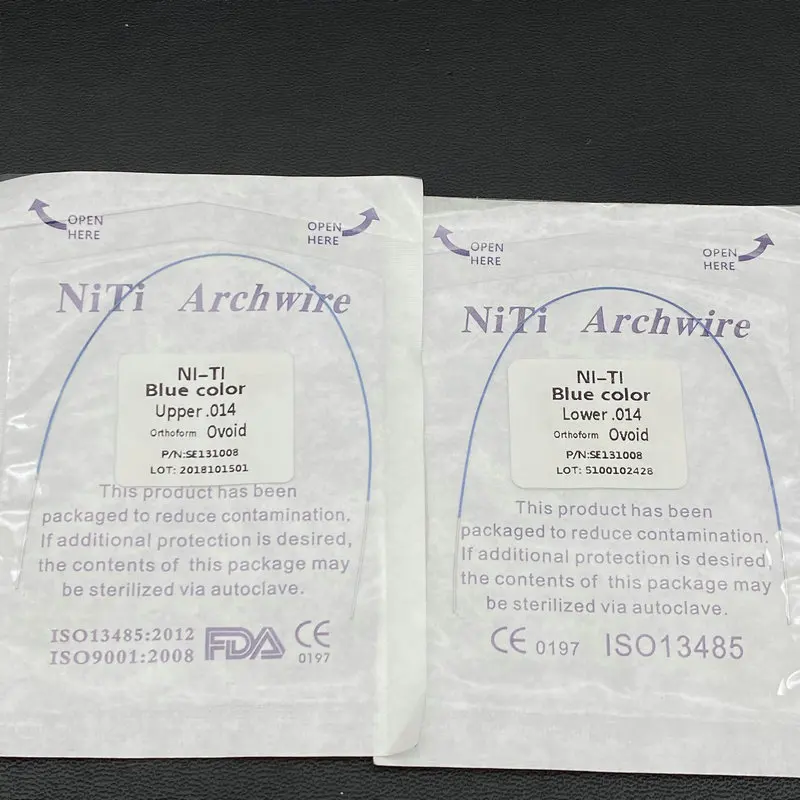 OPEN
HERE
OPEN
HERE
NiTi Archwire
NI-TI
Blue color
Upper .014
Orthoform Ovoid
P/N:SE131008
LOT: 2018101501
This product has been
packaged to reduce contamination.
If additional protection is desired,
the contents of this package may
be sterilized via autoclave.
ISO13485:2012
ISO9001:2008
FDA
CE
0197
OPEN
HERE
OPEN
HERE
NiTi Archwire
NI-TI
Blue color
Lower .014
Orthoform Ovoid
P/N:SE131008
LOT: 5100102428
This product has been
packaged to reduce contamination.
If additional protection is desired,
the contents of this package may
be sterilized via autoclave.
CE 0197 ISO13485